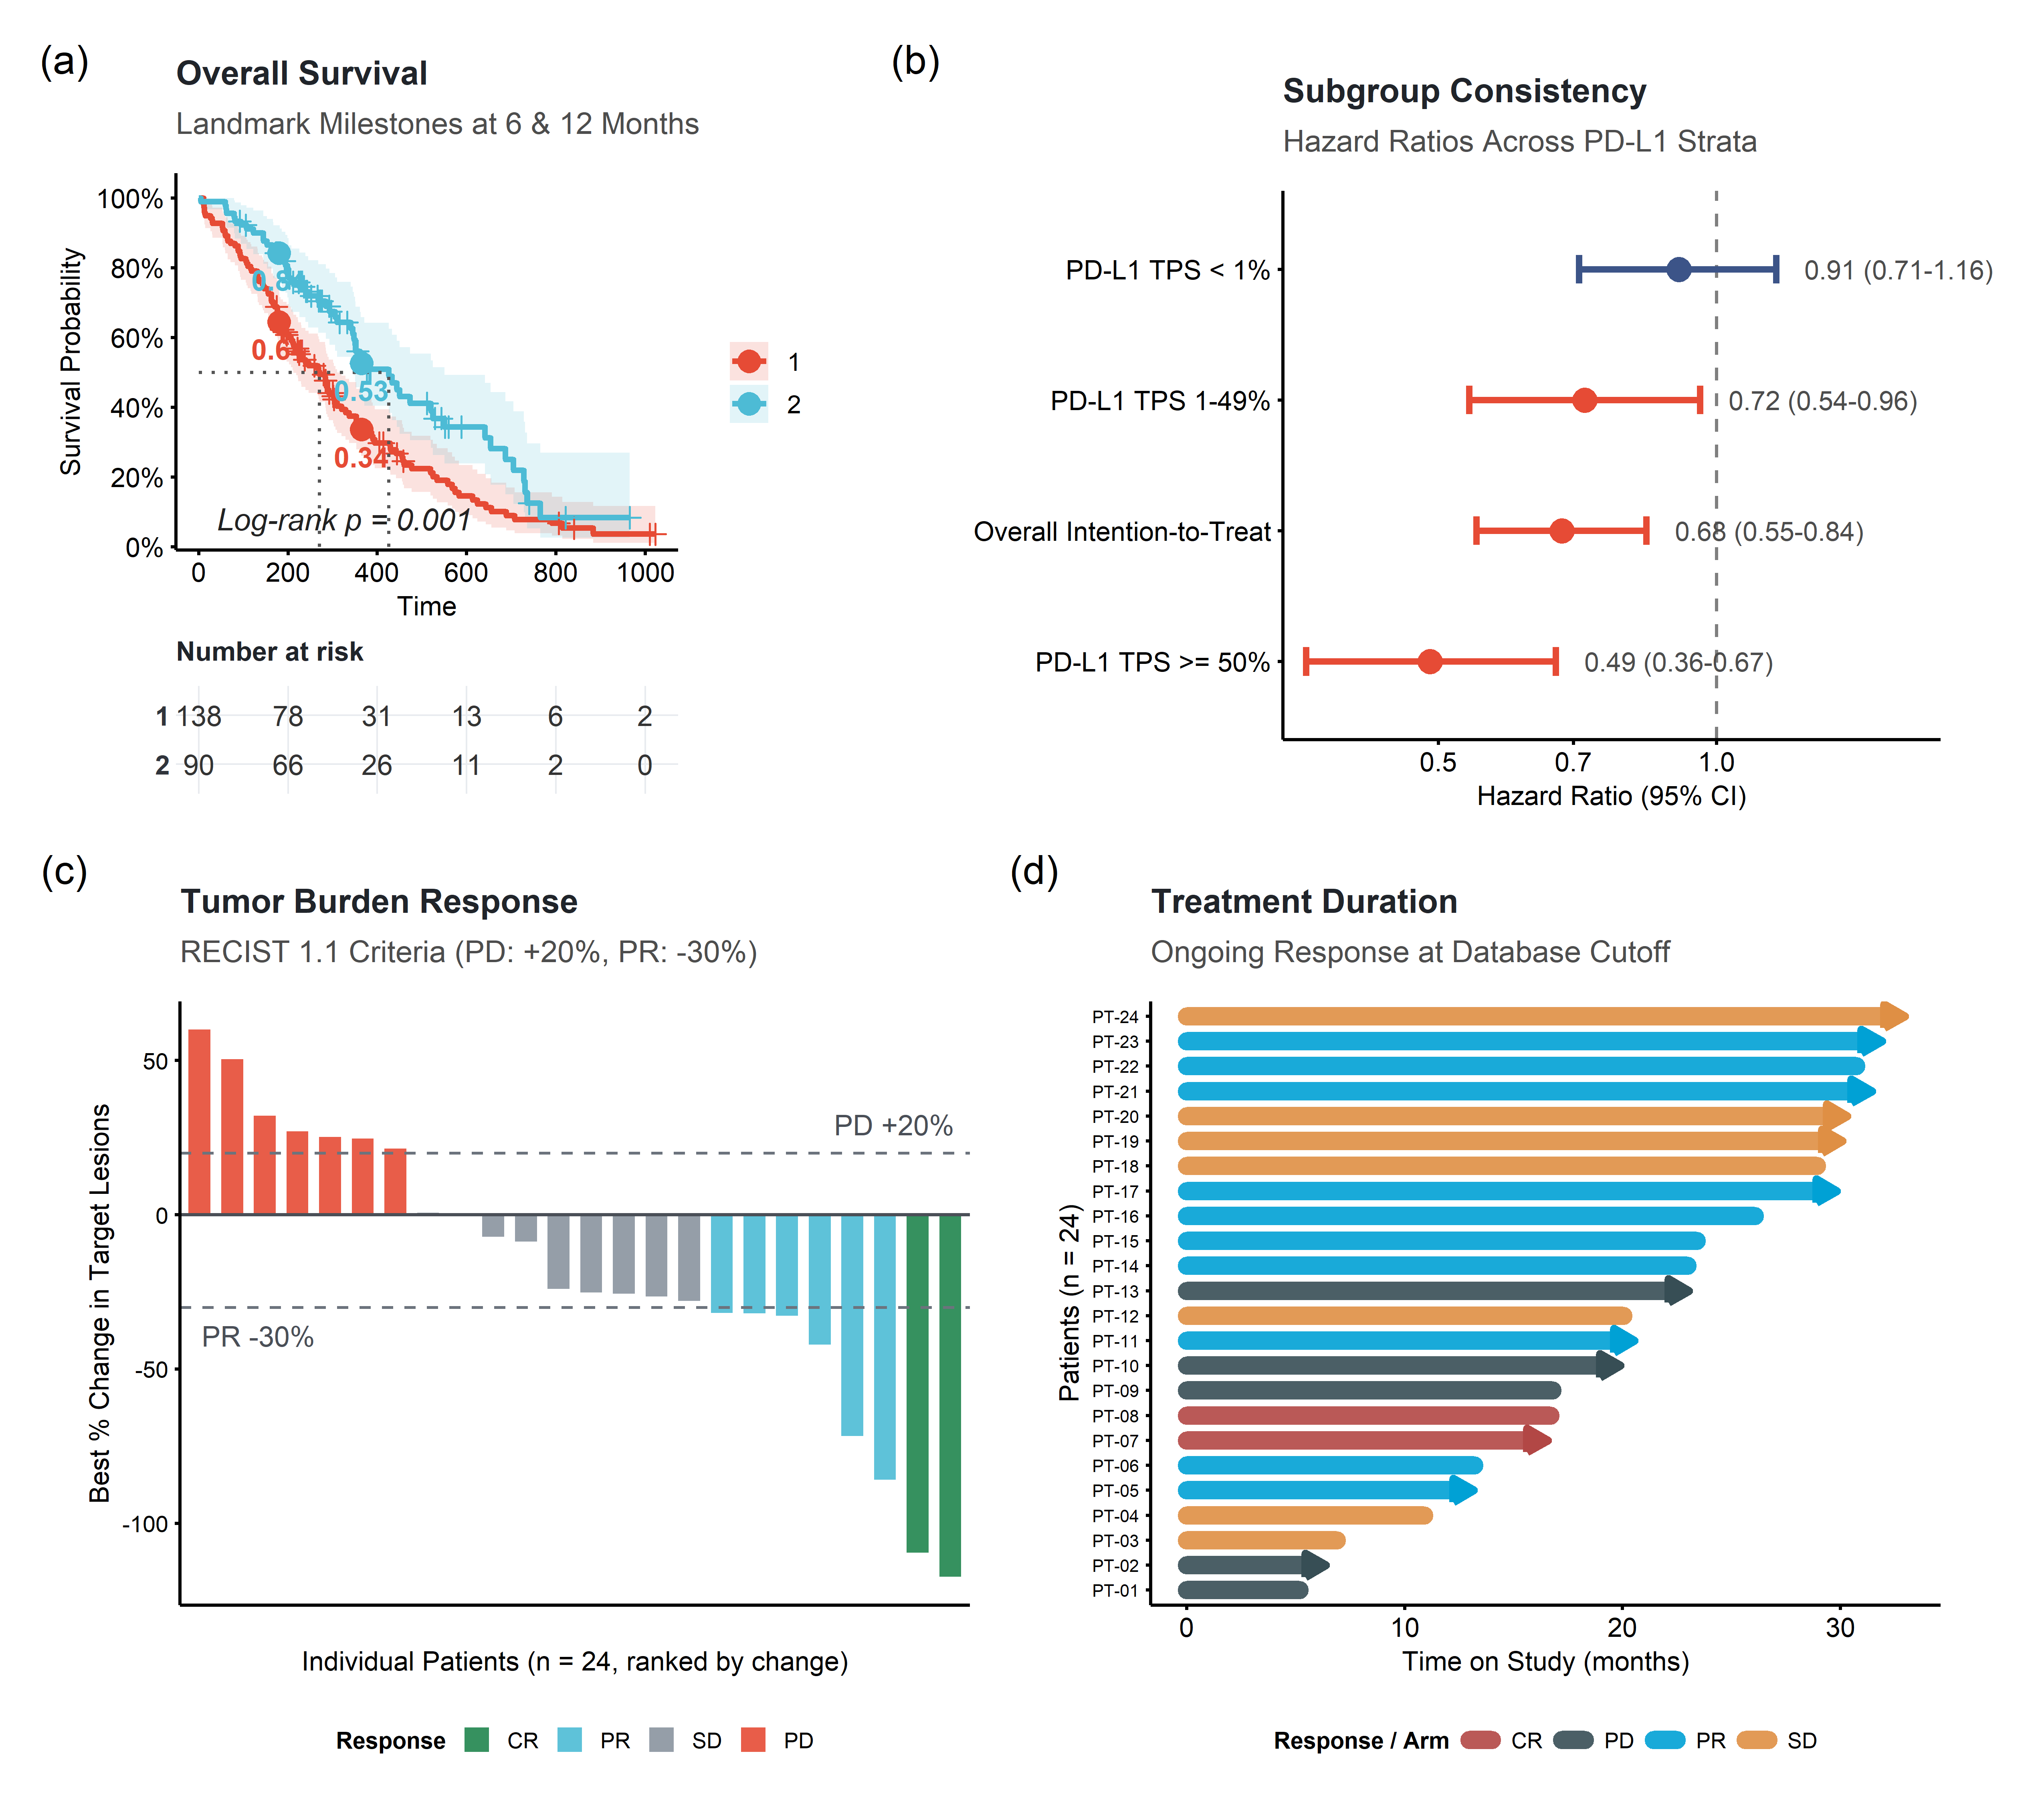 (a)
Overall Survival
Landmark Milestones at 6 & 12 Months
Survival Probability
100%
80%
60%
40%
20%
0%
0.8
0.6
0.53
0.34
Log-rank p = 0.001
0 200 400 600 800 1000
Time
1
2
Number at risk
1 138 78 31 13 6 2
2 90 66 26 11 2 0
(b)
Subgroup Consistency
Hazard Ratios Across PD-L1 Strata
PD-L1 TPS < 1% 0.91 (0.71-1.16)
PD-L1 TPS 1-49% 0.72 (0.54-0.96)
Overall Intention-to-Treat 0.68 (0.55-0.84)
PD-L1 TPS >= 50% 0.49 (0.36-0.67)
0.5 0.7 1.0
Hazard Ratio (95% CI)
(c)
Tumor Burden Response
RECIST 1.1 Criteria (PD: +20%, PR: -30%)
Best % Change in Target Lesions
50
0
-50
-100
PD +20%
PR -30%
Individual Patients (n = 24, ranked by change)
Response CR PR SD PD
(d)
Treatment Duration
Ongoing Response at Database Cutoff
Patients (n = 24)
PT-24
PT-23
PT-22
PT-21
PT-20
PT-19
PT-18
PT-17
PT-16
PT-15
PT-14
PT-13
PT-12
PT-11
PT-10
PT-09
PT-08
PT-07
PT-06
PT-05
PT-04
PT-03
PT-02
PT-01
0 10 20 30
Time on Study (months)
Response / Arm CR PD PR SD